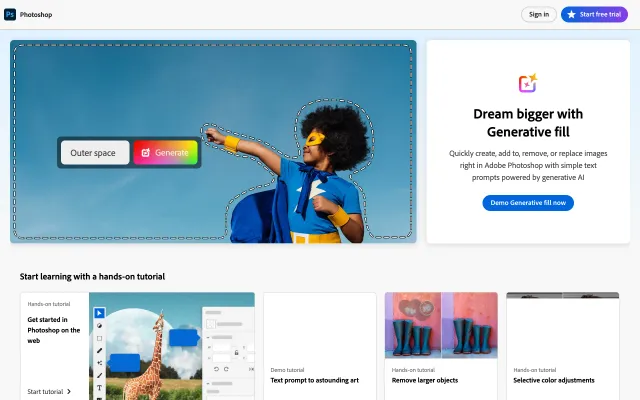 Ps Photoshop
Sign in
Start free trial
Outer space
Generate
Dream bigger with
Generative fill
Quickly create, add to, remove, or replace images
right in Adobe Photoshop with simple text
prompts powered by generative AI
Demo Generative fill now
Start learning with a hands-on tutorial
Hands-on tutorial
Get started in
Photoshop on the
web
Start tutorial
T
Demo tutorial
Text prompt to astounding art
Hands-on tutorial
Remove larger objects
Hands-on tutorial
Selective color adjustments